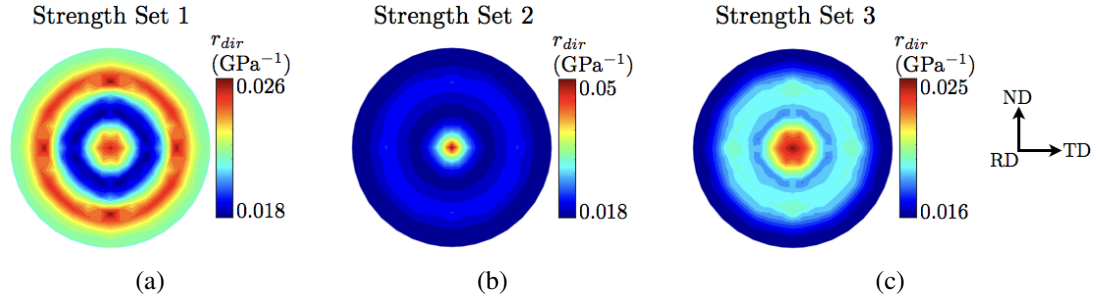 Strength Set 1
r_dir
(GPa⁻¹)
0.026
0.018
(a)
Strength Set 2
r_dir
(GPa⁻¹)
0.05
0.018
(b)
Strength Set 3
r_dir
(GPa⁻¹)
0.025
0.016
(c)
ND
RD
TD